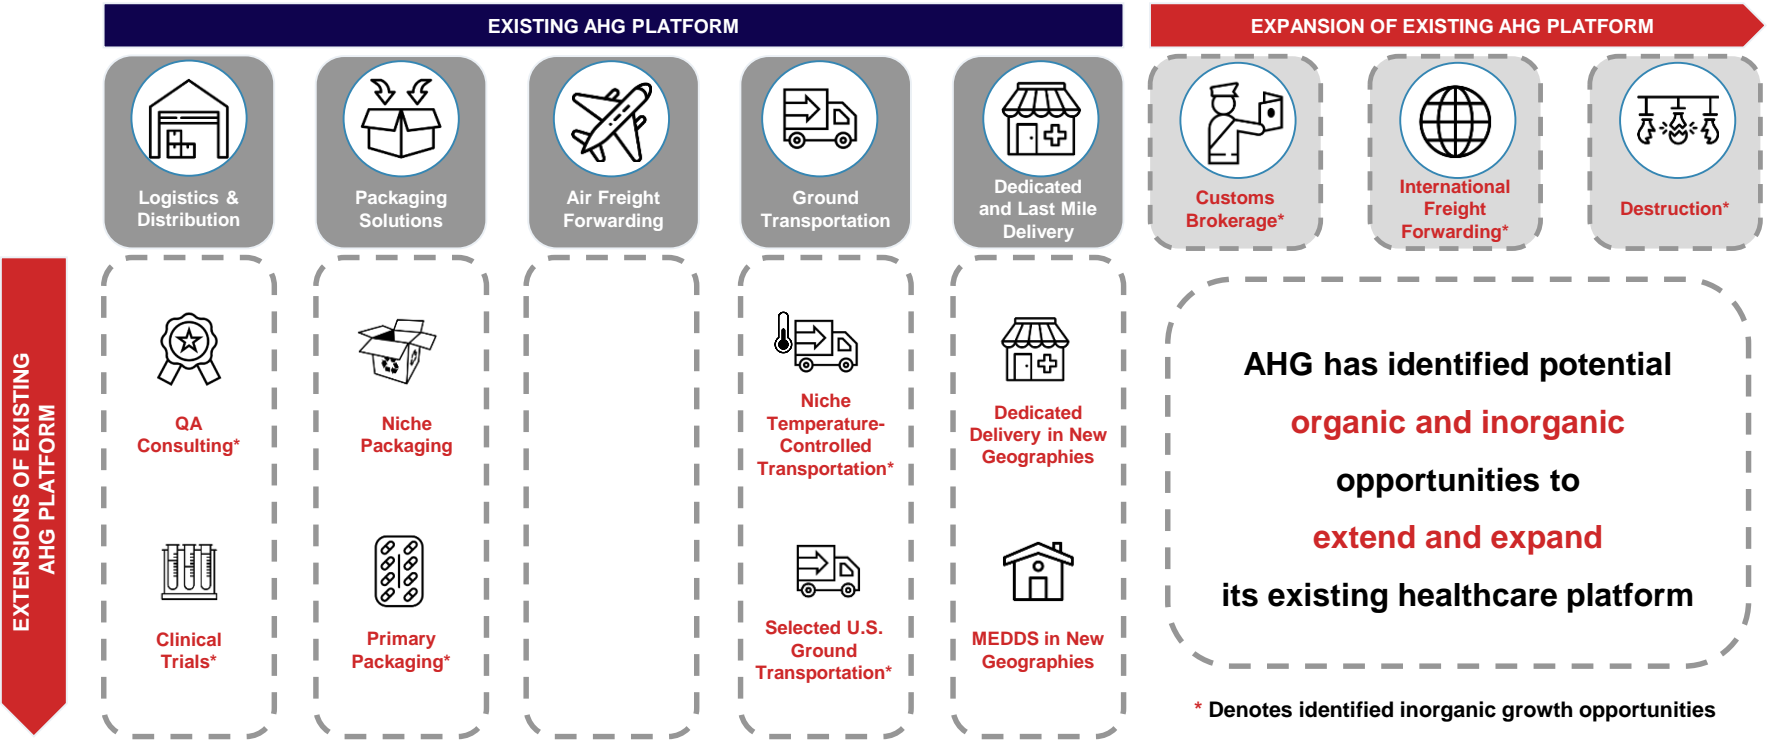 EXISTING AHG PLATFORM
EXPANSION OF EXISTING AHG PLATFORM
Logistics &
Distribution
Packaging
Solutions
Air Freight
Forwarding
Ground
Transportation
Dedicated
and Last Mile
Delivery
Customs
Brokerage*
International
Freight
Forwarding*
Destruction*
EXTENSIONS OF EXISTING
AHG PLATFORM
QA
Consulting*
Clinical
Trials*
Niche
Packaging
Primary
Packaging*
Niche
Temperature-
Controlled
Transportation*
Selected U.S.
Ground
Transportation*
Dedicated
Delivery in New
Geographies
MEDDS in New
Geographies
AHG has identified potential
organic and inorganic
opportunities to
extend and expand
its existing healthcare platform
* Denotes identified inorganic growth opportunities